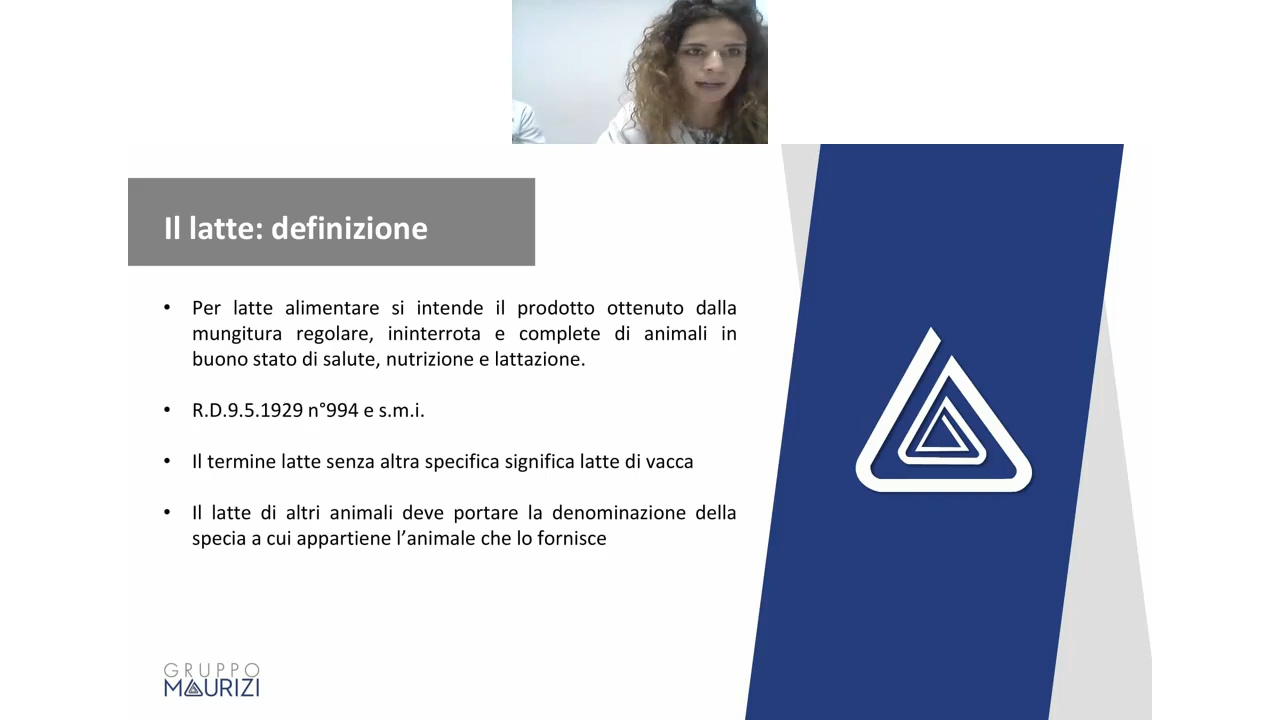 Il latte: definizione
• Per latte alimentare si intende il prodotto ottenuto dalla
mungitura regolare, ininterrota e complete di animali in
buono stato di salute, nutrizione e lattazione.
• R.D.9.5.1929 n°994 e s.m.i.
• Il termine latte senza altra specifica significa latte di vacca
• Il latte di altri animali deve portare la denominazione della
specia a cui appartiene l’animale che lo fornisce
GRUPPO
MAURIZI